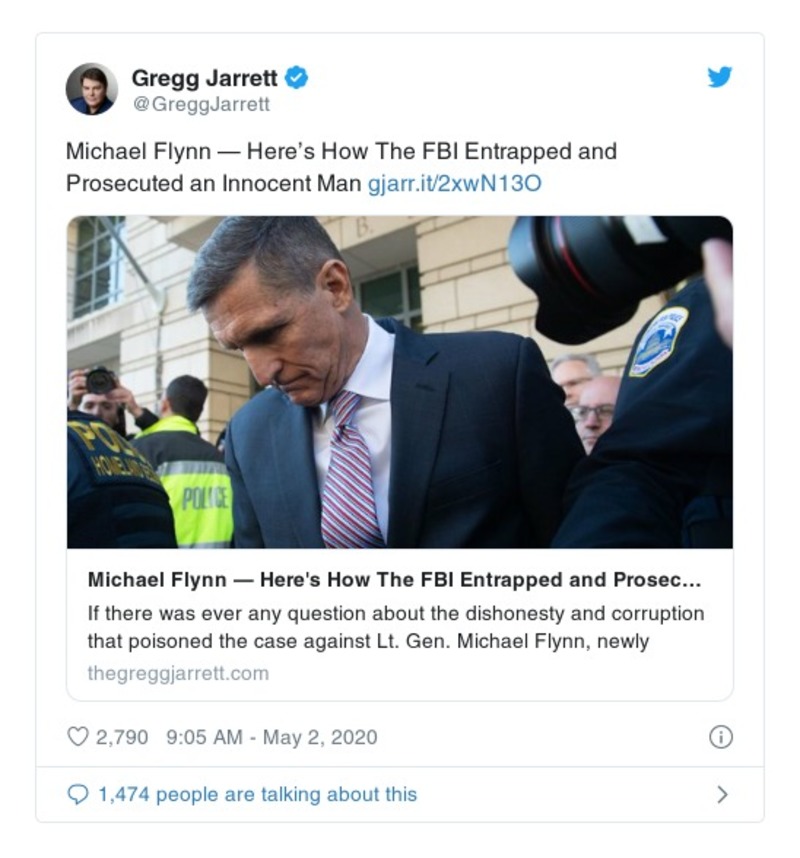 Gregg Jarrett
@GreggJarrett
Michael Flynn — Here’s How The FBI Entrapped and
Prosecuted an Innocent Man gjarr.it/2xwN13O
B.
POL
HOMELAND
POLICE
Michael Flynn — Here's How The FBI Entrapped and Prosec...
If there was ever any question about the dishonesty and corruption
that poisoned the case against Lt. Gen. Michael Flynn, newly
thegreggjarrett.com
2,790 9:05 AM - May 2, 2020
1,474 people are talking about this